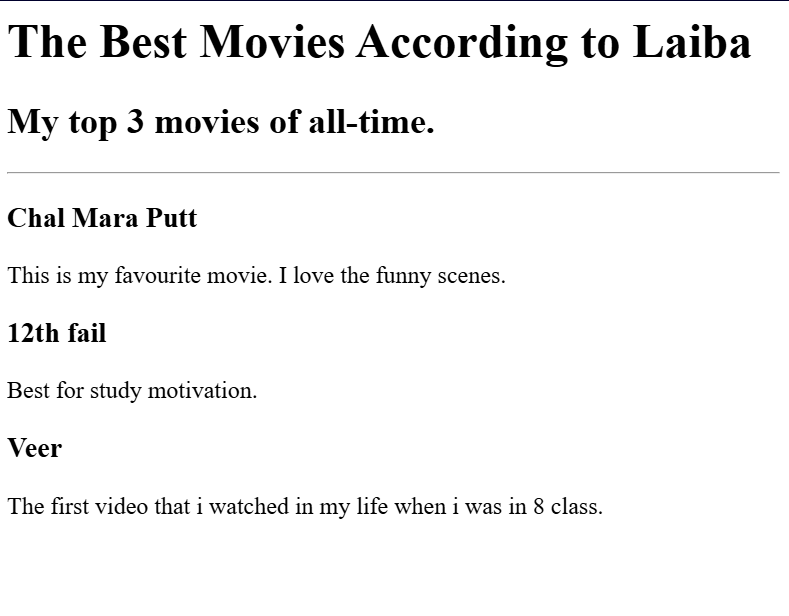 The Best Movies According to Laiba
My top 3 movies of all-time.
Chal Mara Putt
This is my favourite movie. I love the funny scenes.
12th fail
Best for study motivation.
Veer
The first video that i watched in my life when i was in 8 class.